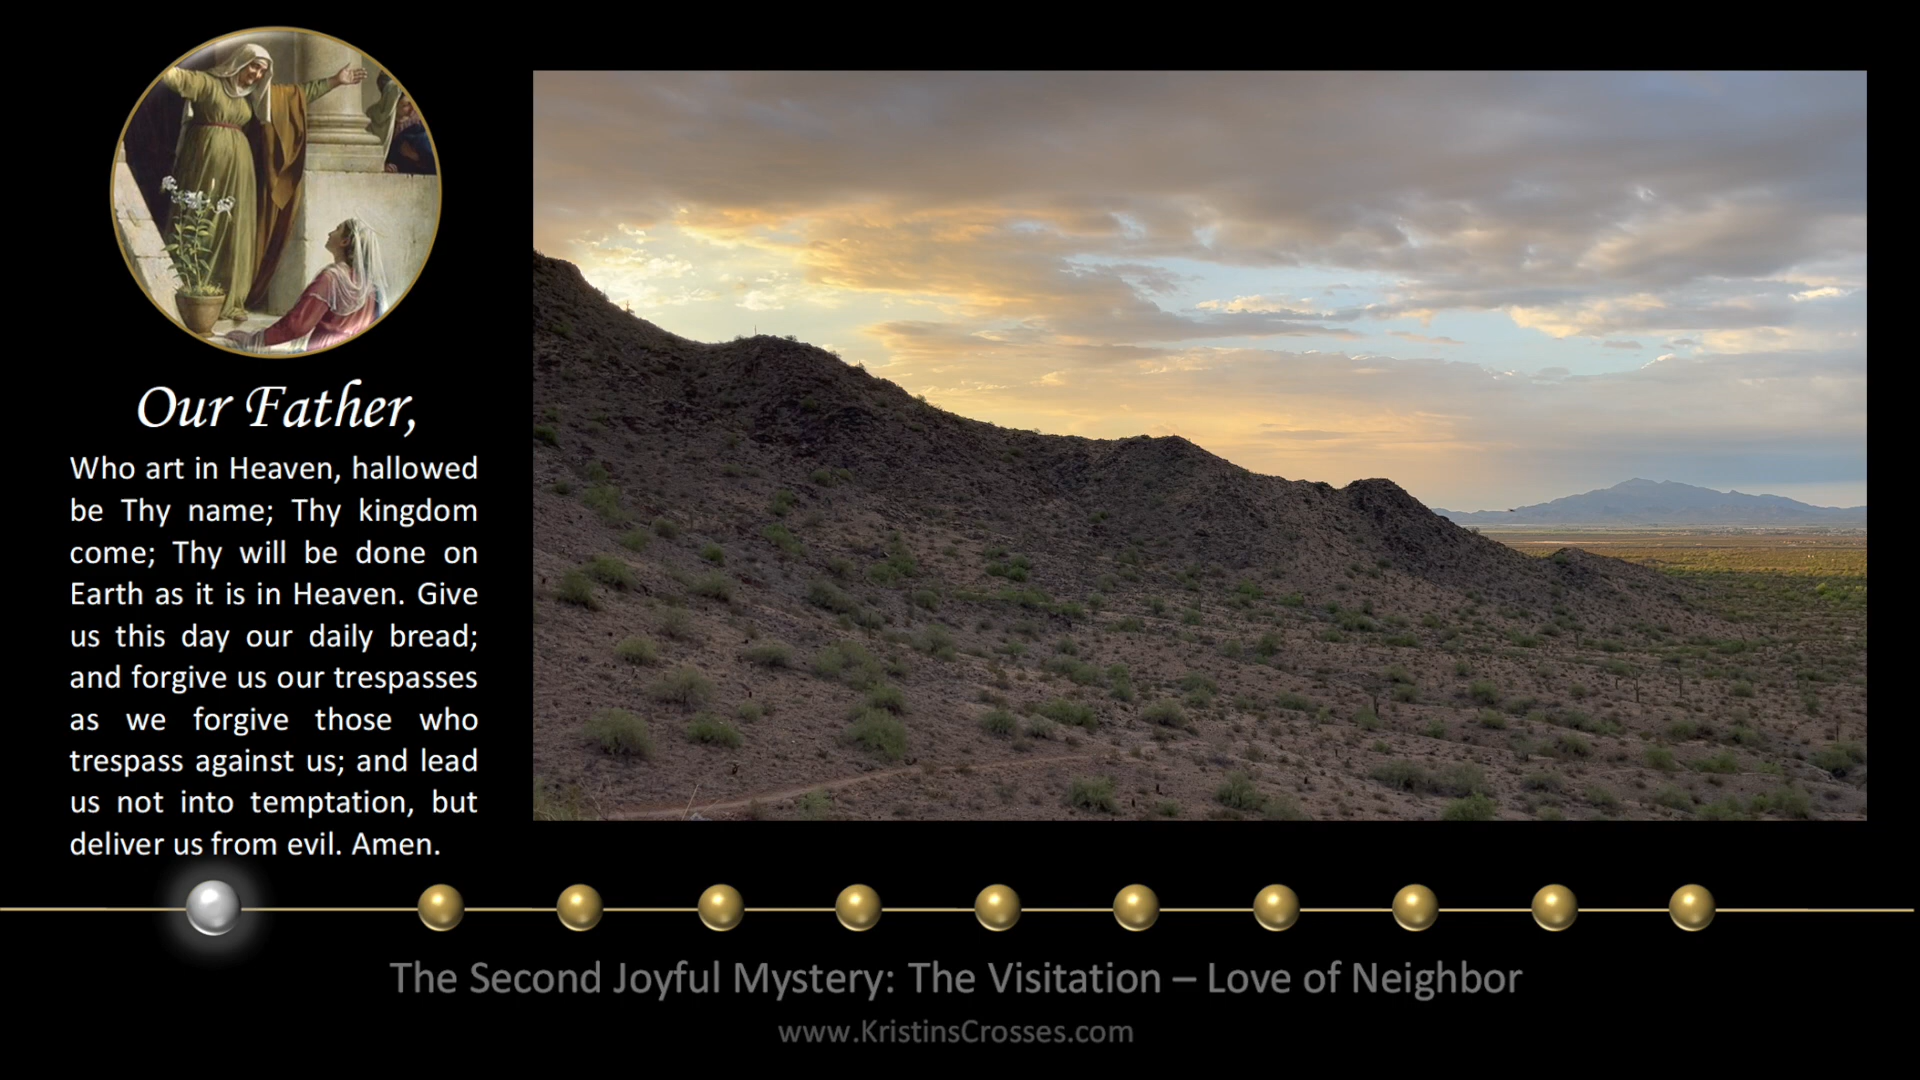 Our Father,
Who art in Heaven, hallowed
be Thy name; Thy kingdom
come; Thy will be done on
Earth as it is in Heaven. Give
us this day our daily bread;
and forgive us our trespasses
as we forgive those who
trespass against us; and lead
us not into temptation, but
deliver us from evil. Amen.
The Second Joyful Mystery: The Visitation – Love of Neighbor
www.KristinsCrosses.com